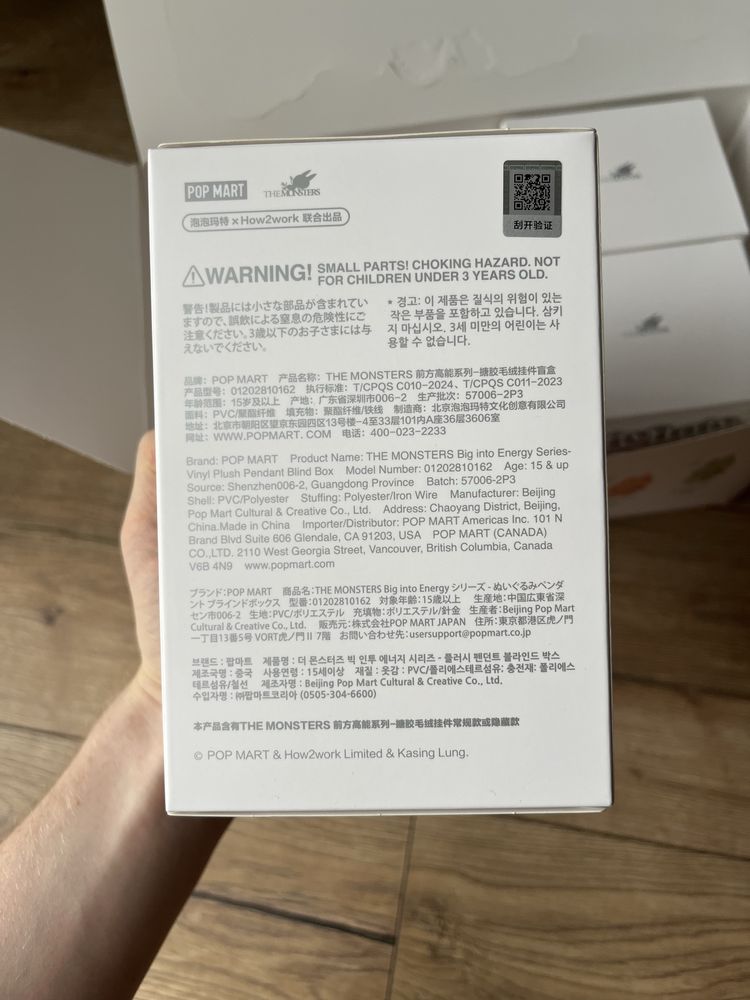 POP MART THE MONSTERS
泡泡玛特 × How2work 联合出品
刮开验证
WARNING! SMALL PARTS! CHOKING HAZARD. NOT
FOR CHILDREN UNDER 3 YEARS OLD.
警告!製品には小さな部品が含まれてい
ますので、誤飲による窒息の危険性にご
注意ください。3歳以下のお子さまには与
えないでください。
* 경고: 이 제품은 질식의 위험이 있는
작은 부품을 포함하고 있습니다. 삼키
지 마십시오, 3세 미만의 어린이는 사
용할 수 없습니다.
品牌: POP MART 产品名称: THE MONSTERS 前方高能系列-搪胶毛绒挂件盲盒
产品型号: 01202810162 执行标准: T/CPQS C010-2024、T/CPQS C011-2023
年龄范围: 15岁及以上 产地: 广东省深圳市006-2 生产批次: 57006-2P3
面料: PVC/聚酯纤维 填充物: 聚酯纤维/铁线 制造商: 北京泡泡玛特文化创意有限公司
地址: 北京市朝阳区望京东园四区13号楼-4至33层101内A座36层3606室
网址: WWW.POPMART.COM 电话: 400-023-2233
Brand: POP MART Product Name: THE MONSTERS Big into Energy Series-
Vinyl Plush Pendant Blind Box Model Number: 01202810162 Age: 15 & up
Source: Shenzhen006-2, Guangdong Province Batch: 57006-2P3
Shell: PVC/Polyester Stuffing: Polyester/Iron Wire Manufacturer: Beijing
Pop Mart Cultural & Creative Co., Ltd. Address: Chaoyang District, Beijing,
China.Made in China Importer/Distributor: POP MART Americas Inc. 101 N
Brand Blvd Suite 606 Glendale, CA 91203, USA POP MART (CANADA)
CO.,LTD. 2110 West Georgia Street, Vancouver, British Columbia, Canada
V6B 4N9 www.popmart.com
ブランド:POP MART 商品名:THE MONSTERS Big into Energy シリーズ - ぬいぐるみペンダ
ント ブラインドボックス 型番:01202810162 対象年齢:15歳以上 生産地:中国広東省深
セン市006-2 生地:PVC/ポリエステル 充填物:ポリエステル/針金 生産者:Beijing Pop Mart
Cultural & Creative Co., Ltd. 販売元:株式会社POP MART JAPAN 住所:東京都港区虎ノ門
一丁目13番5号 VORT虎ノ門 II 7階 お問い合わせ先:usersupport@popmart.co.jp
브랜드 : 팝마트 제품명 : 더 몬스터즈 빅 인투 에너지 시리즈 - 플러시 펜던트 블라인드 박스
제조국명 : 중국 사용연령 : 15세이상 재질 : 옷감 : PVC/폴리에스테르섬유: 충전재: 폴리에스
테르섬유/철선 제조자명 : Beijing Pop Mart Cultural & Creative Co., Ltd.
수입자명 : ㈜팝마트코리아 (0505-304-6600)
本产品含有THE MONSTERS 前方高能系列-搪胶毛绒挂件常规款或隐藏款
© POP MART & How2work Limited & Kasing Lung.